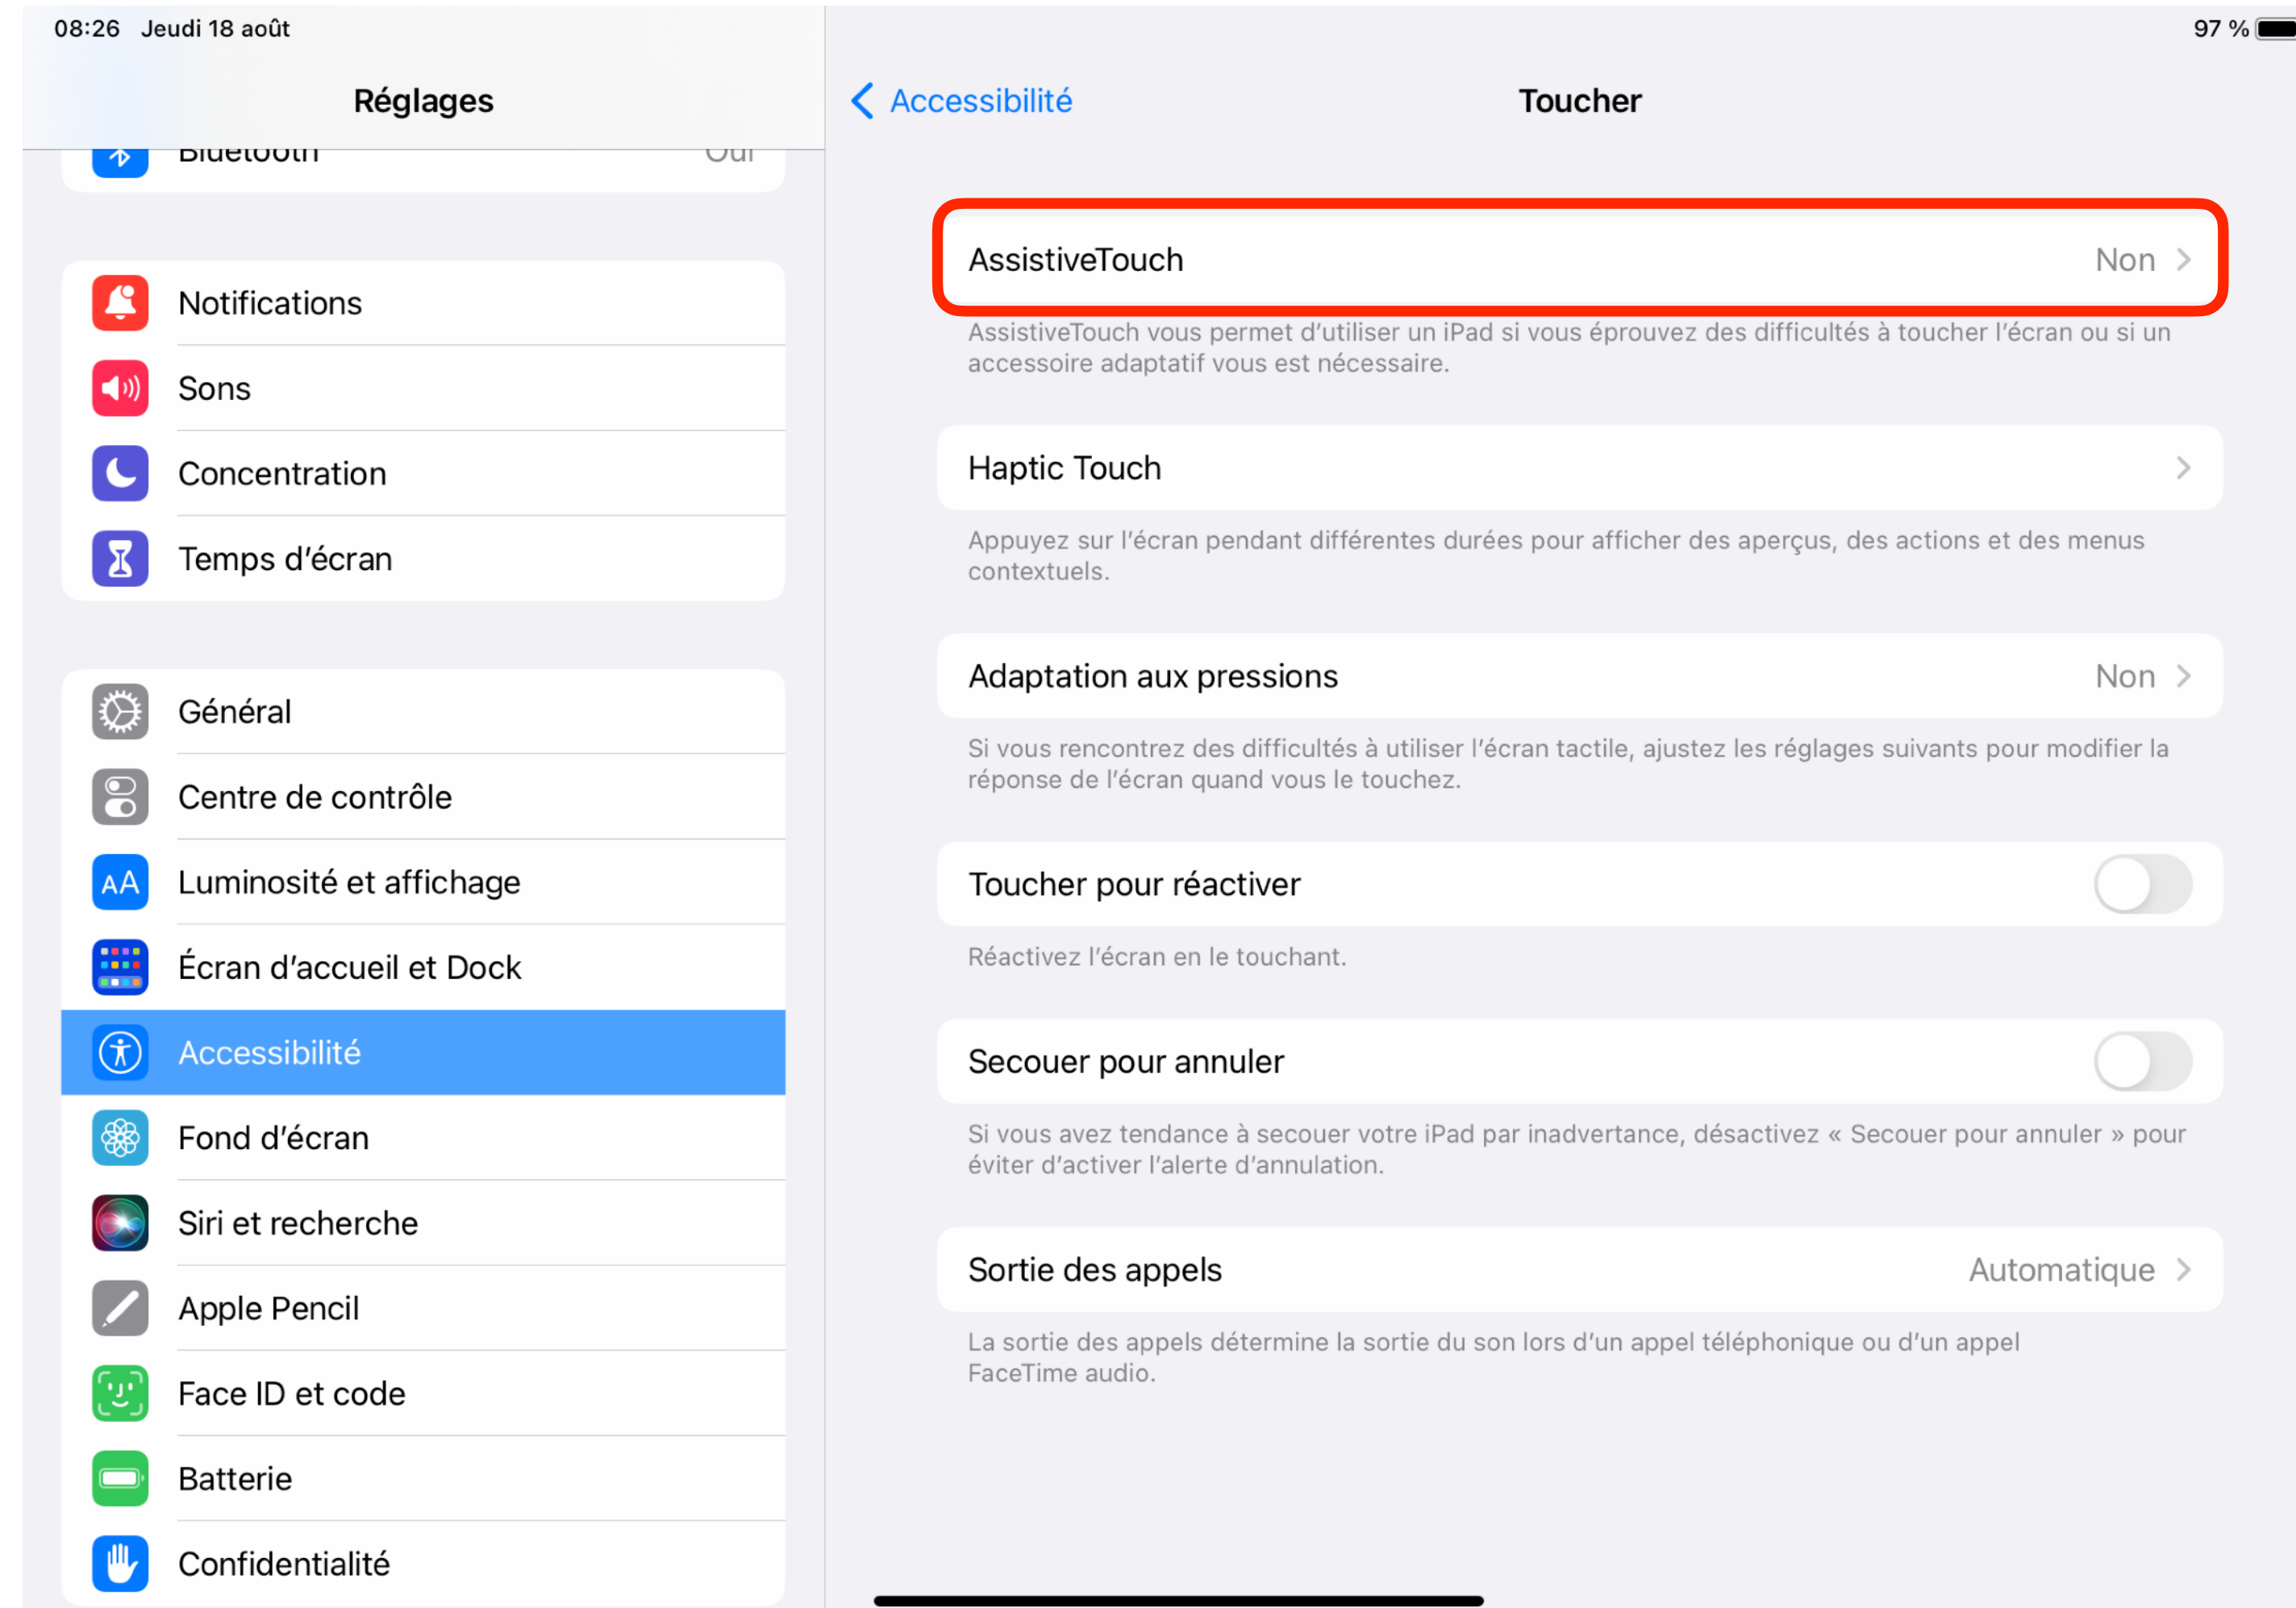 08:26 Jeudi 18 août
97 %
Réglages
Bluetooth Oui
Notifications
Sons
Concentration
Temps d'écran
Général
Centre de contrôle
AA Luminosité et affichage
Écran d'accueil et Dock
Accessibilité
Fond d'écran
Siri et recherche
Apple Pencil
Face ID et code
Batterie
Confidentialité
Accessibilité
Toucher
AssistiveTouch Non
AssistiveTouch vous permet d'utiliser un iPad si vous éprouvez des difficultés à toucher l'écran ou si un
accessoire adaptatif vous est nécessaire.
Haptic Touch
Appuyez sur l'écran pendant différentes durées pour afficher des aperçus, des actions et des menus
contextuels.
Adaptation aux pressions Non
Si vous rencontrez des difficultés à utiliser l'écran tactile, ajustez les réglages suivants pour modifier la
réponse de l'écran quand vous le touchez.
Toucher pour réactiver
Réactivez l'écran en le touchant.
Secouer pour annuler
Si vous avez tendance à secouer votre iPad par inadvertance, désactivez « Secouer pour annuler » pour
éviter d'activer l'alerte d'annulation.
Sortie des appels Automatique
La sortie des appels détermine la sortie du son lors d'un appel téléphonique ou d'un appel
FaceTime audio.